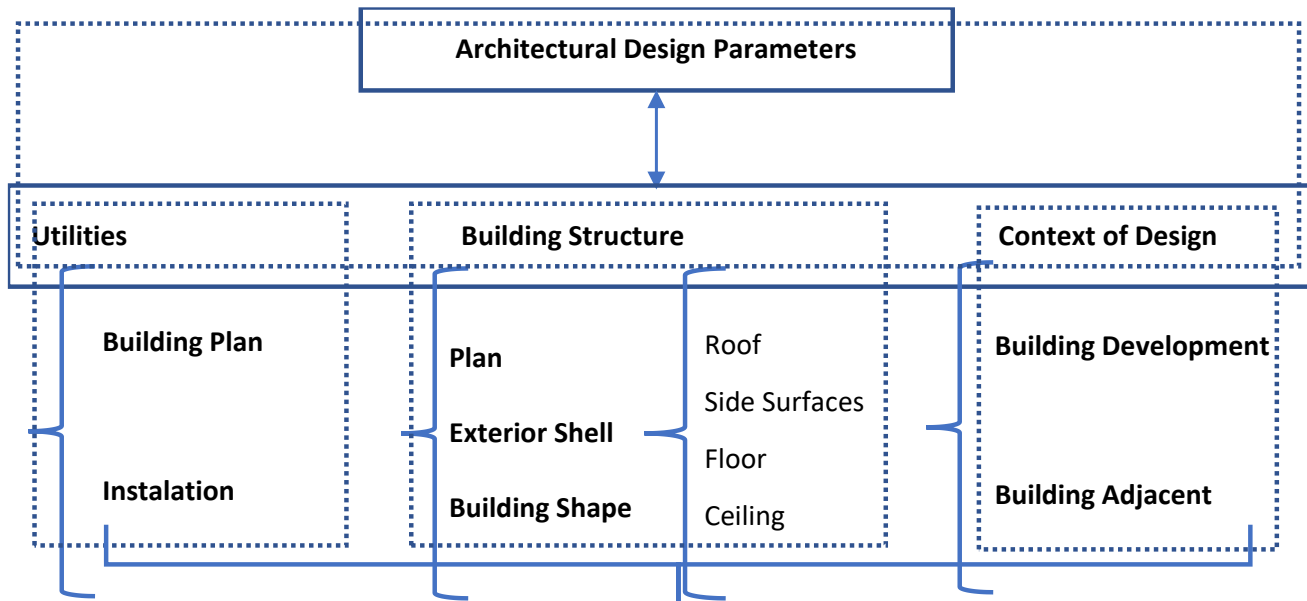 Architectural Design Parameters
Utilities
Building Structure
Context of Design
Building Plan
Instalation
Plan
Exterior Shell
Building Shape
Roof
Side Surfaces
Floor
Ceiling
Building Development
Building Adjacent